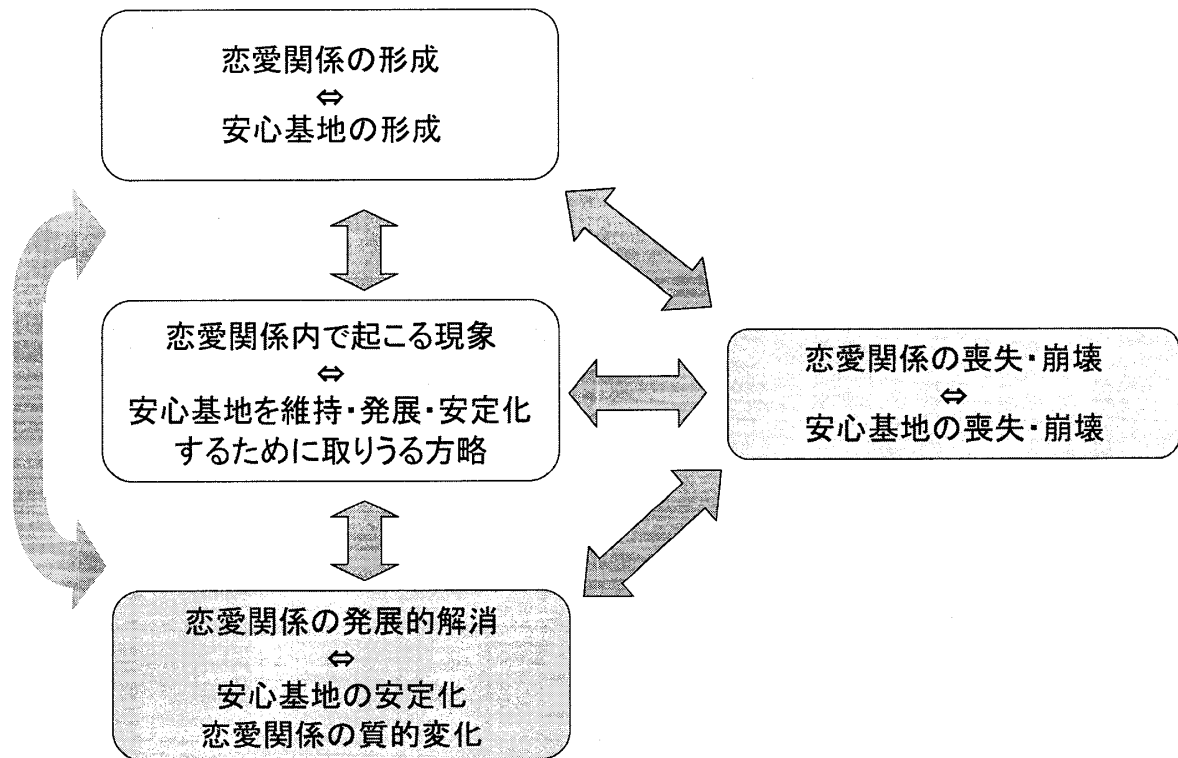 恋愛関係の形成
⇔
安心基地の形成
恋愛関係内で起こる現象
⇔
安心基地を維持・発展・安定化
するために取りうる方略
恋愛関係の喪失・崩壊
⇔
安心基地の喪失・崩壊
恋愛関係の発展的解消
⇔
安心基地の安定化
恋愛関係の質的変化